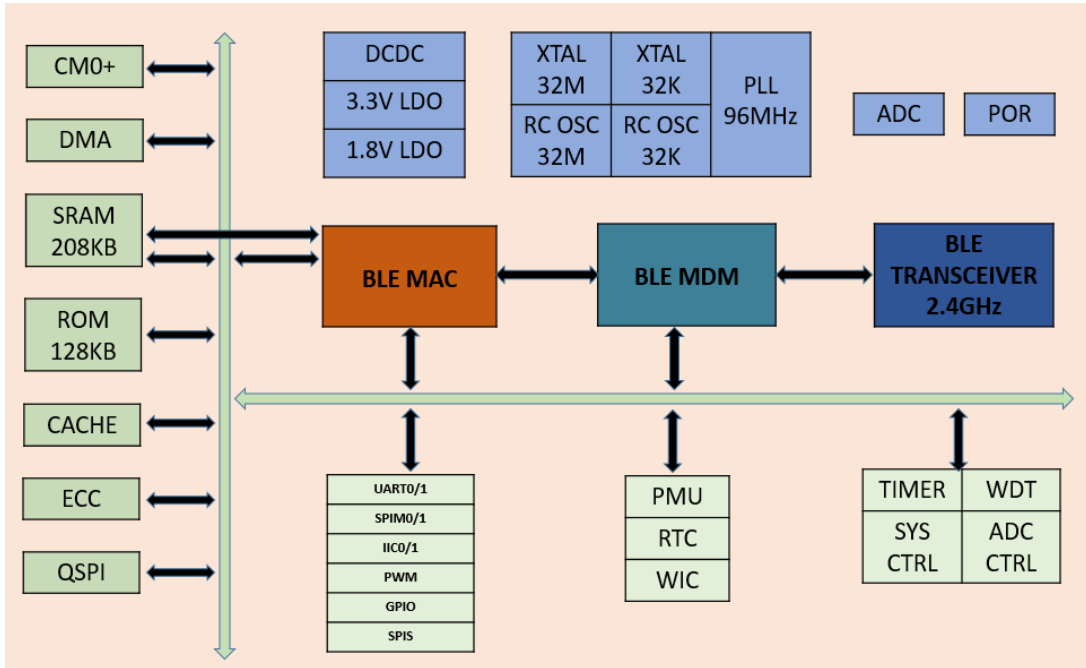 CM0+
DMA
SRAM
208KB
ROM
128KB
CACHE
ECC
QSPI
DCDC
3.3V LDO
1.8V LDO
XTAL
32M
XTAL
32K
RC OSC
32M
RC OSC
32K
PLL
96MHz
ADC
POR
BLE MAC
BLE MDM
BLE
TRANSCEIVER
2.4GHz
UART0/1
SPIM0/1
IIC0/1
PWM
GPIO
SPIS
PMU
RTC
WIC
TIMER
WDT
SYS
CTRL
ADC
CTRL